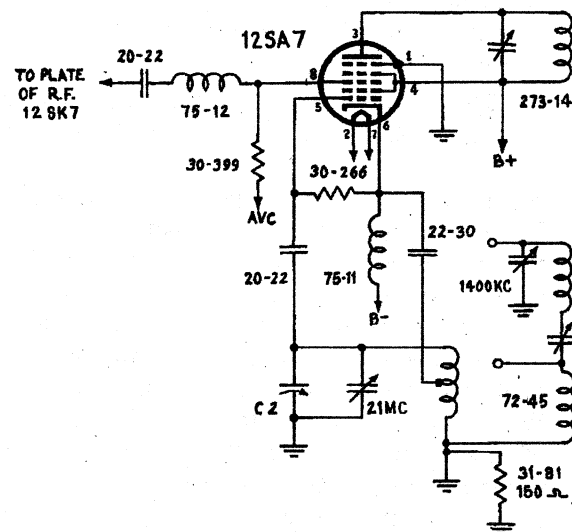 12SA7
3
1
20-22
8
4
TO PLATE
OF R.F.
12 SK7
75-12
5
6
273-14
2
7
30-399
30-266
B+
AVC
22-30
20-22
75-11
1400KC
B-
C2
21MC
72-45
31-81
150 Ω